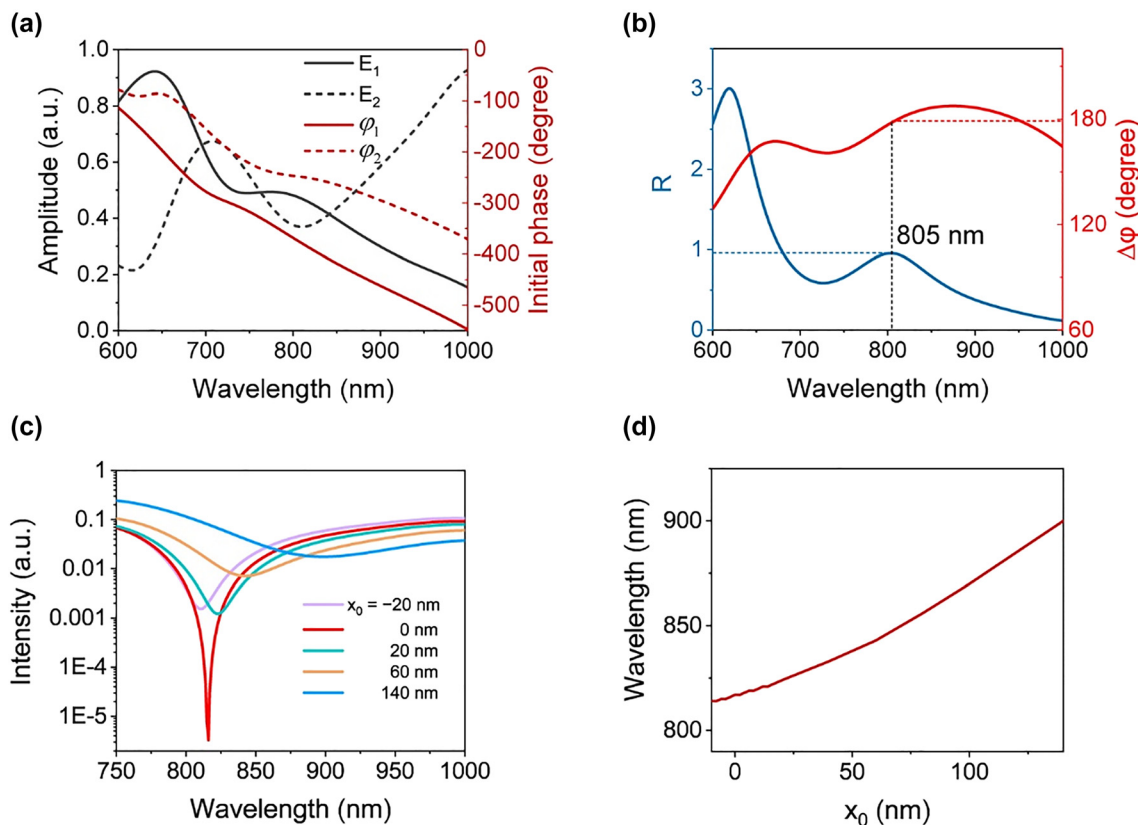 (a)
1.0
0.8
0.6
0.4
0.2
0.0
Amplitude (a.u.)
600 700 800 900 1000
Wavelength (nm)
0
-100
-200
-300
-400
-500
Initial phase (degree)
E₁
E₂
φ₁
φ₂
(b)
3
2
1
0
R
600 700 800 900 1000
Wavelength (nm)
180
120
60
Δφ (degree)
805 nm
(c)
1
0.1
0.01
0.001
1E-4
1E-5
Intensity (a.u.)
750 800 850 900 950 1000
Wavelength (nm)
x₀ = −20 nm
0 nm
20 nm
60 nm
140 nm
(d)
900
850
800
Wavelength (nm)
0 50 100
x₀ (nm)